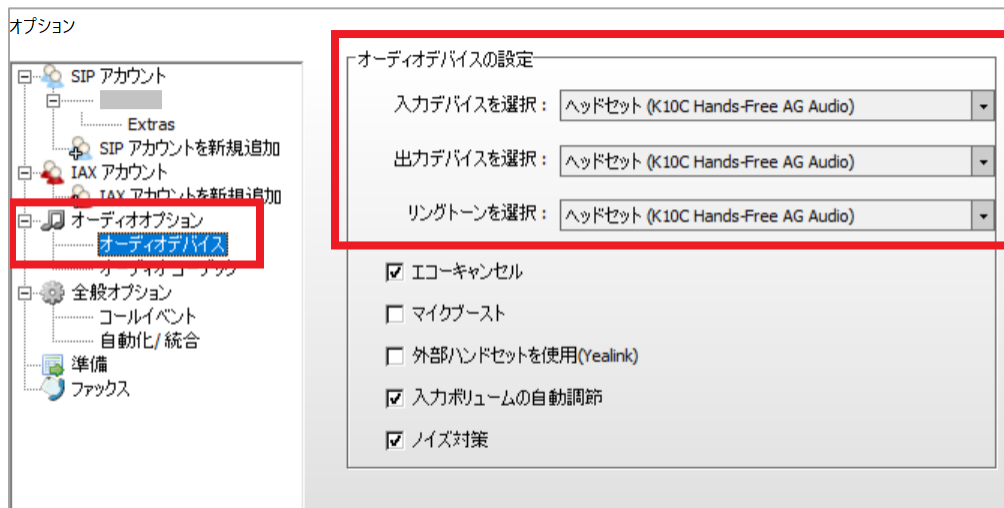 オプション
SIP アカウント
Extras
SIP アカウントを新規追加
IAX アカウント
IAX アカウントを新規追加
オーディオオプション
オーディオデバイス
オーディオコーデック
全般オプション
コールイベント
自動化/ 統合
準備
ファックス
オーディオデバイスの設定
入力デバイスを選択： ヘッドセット (K10C Hands-Free AG Audio)
出力デバイスを選択： ヘッドセット (K10C Hands-Free AG Audio)
リングトーンを選択： ヘッドセット (K10C Hands-Free AG Audio)
エコーキャンセル
マイクブースト
外部ハンドセットを使用(Yealink)
入力ボリュームの自動調節
ノイズ対策